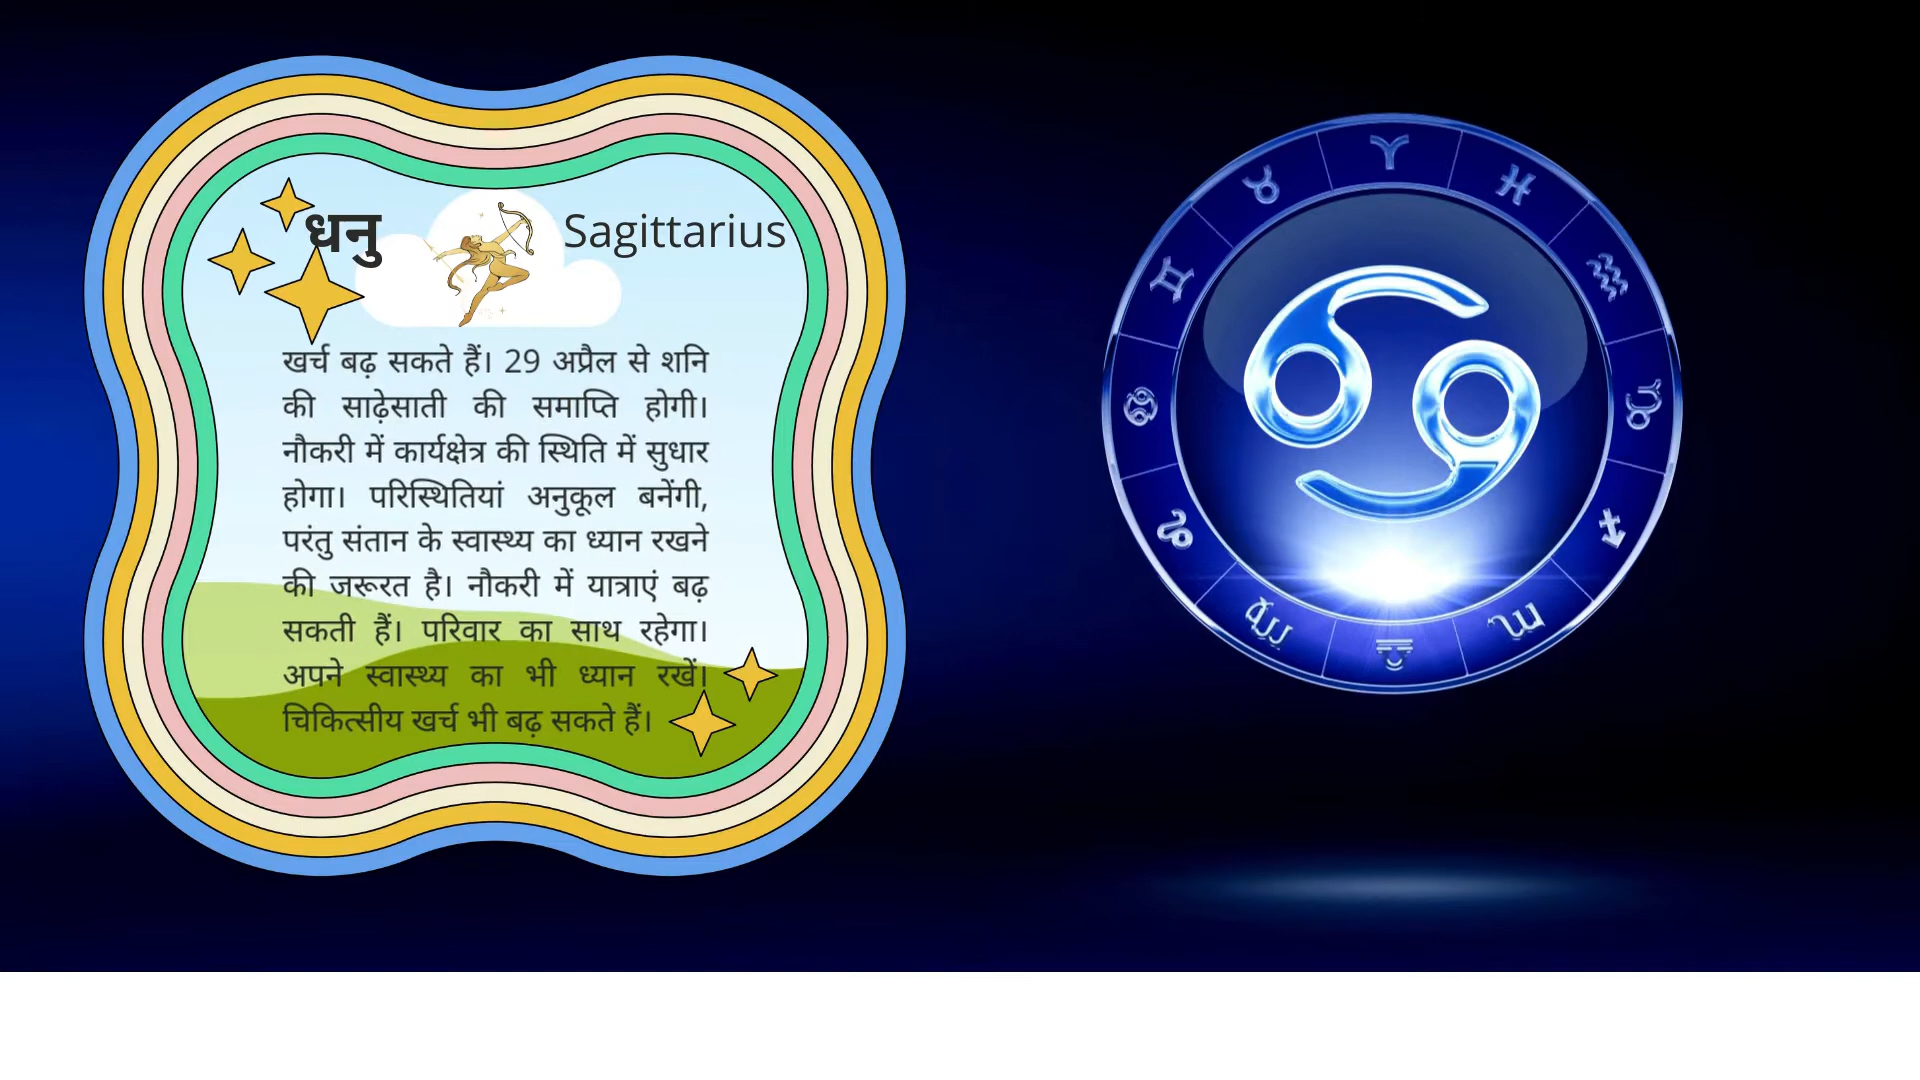 धनु Sagittarius
खर्च बढ़ सकते हैं। 29 अप्रैल से शनि
की साढ़ेसाती की समाप्ति होगी।
नौकरी में कार्यक्षेत्र की स्थिति में सुधार
होगा। परिस्थितियां अनुकूल बनेंगी,
परंतु संतान के स्वास्थ्य का ध्यान रखने
की जरूरत है। नौकरी में यात्राएं बढ़
सकती हैं। परिवार का साथ रहेगा।
अपने स्वास्थ्य का भी ध्यान रखें।
चिकित्सीय खर्च भी बढ़ सकते हैं।